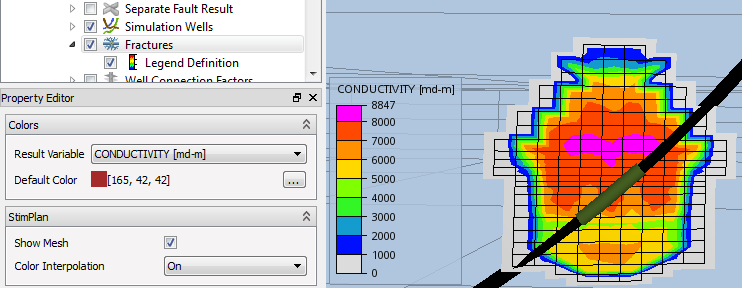 Separate Fault Result
Simulation Wells
Fractures
Legend Definition
Well Connection Factors
Property Editor
Colors
Result Variable
CONDUCTIVITY [md-m]
Default Color
[165, 42, 42]
...
StimPlan
Show Mesh
Color Interpolation
On
CONDUCTIVITY [md-m]
8847
8000
7000
6000
5000
4000
3000
2000
1000
0